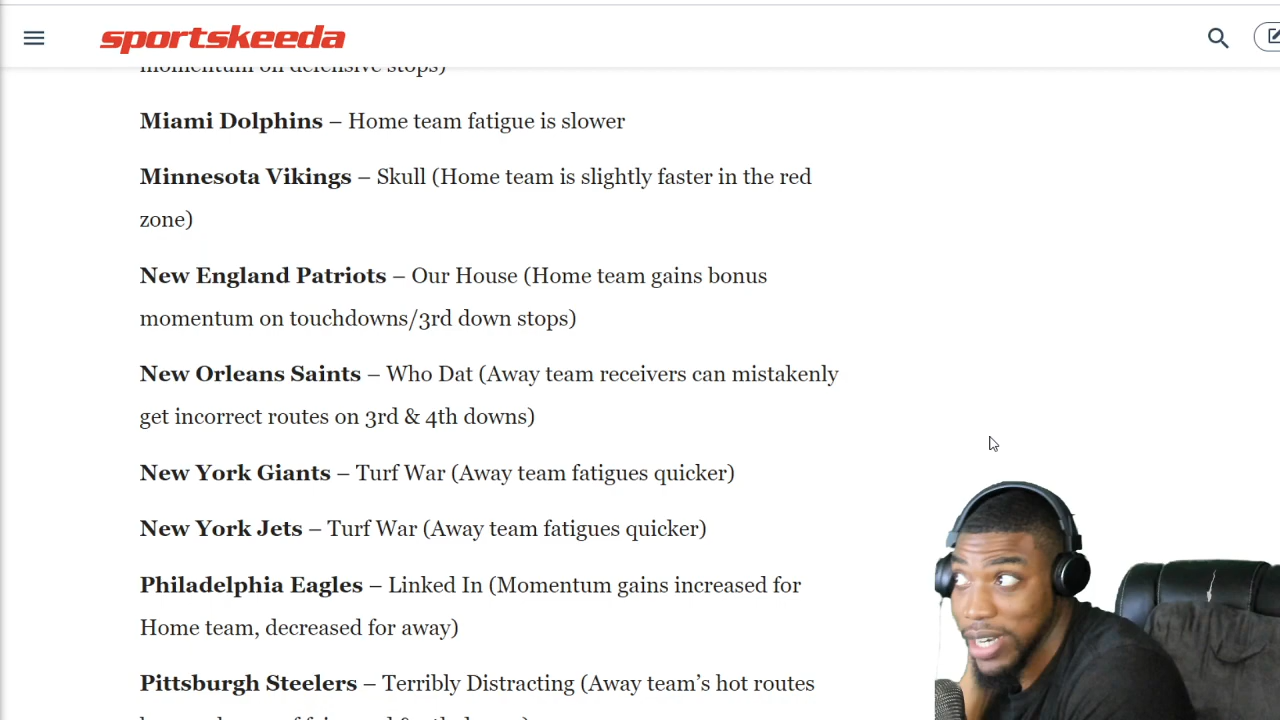 sportskeeda
momentum on defensive stops)
Miami Dolphins – Home team fatigue is slower
Minnesota Vikings – Skull (Home team is slightly faster in the red
zone)
New England Patriots – Our House (Home team gains bonus
momentum on touchdowns/3rd down stops)
New Orleans Saints – Who Dat (Away team receivers can mistakenly
get incorrect routes on 3rd & 4th downs)
New York Giants – Turf War (Away team fatigues quicker)
New York Jets – Turf War (Away team fatigues quicker)
Philadelphia Eagles – Linked In (Momentum gains increased for
Home team, decreased for away)
Pittsburgh Steelers – Terribly Distracting (Away team’s hot routes